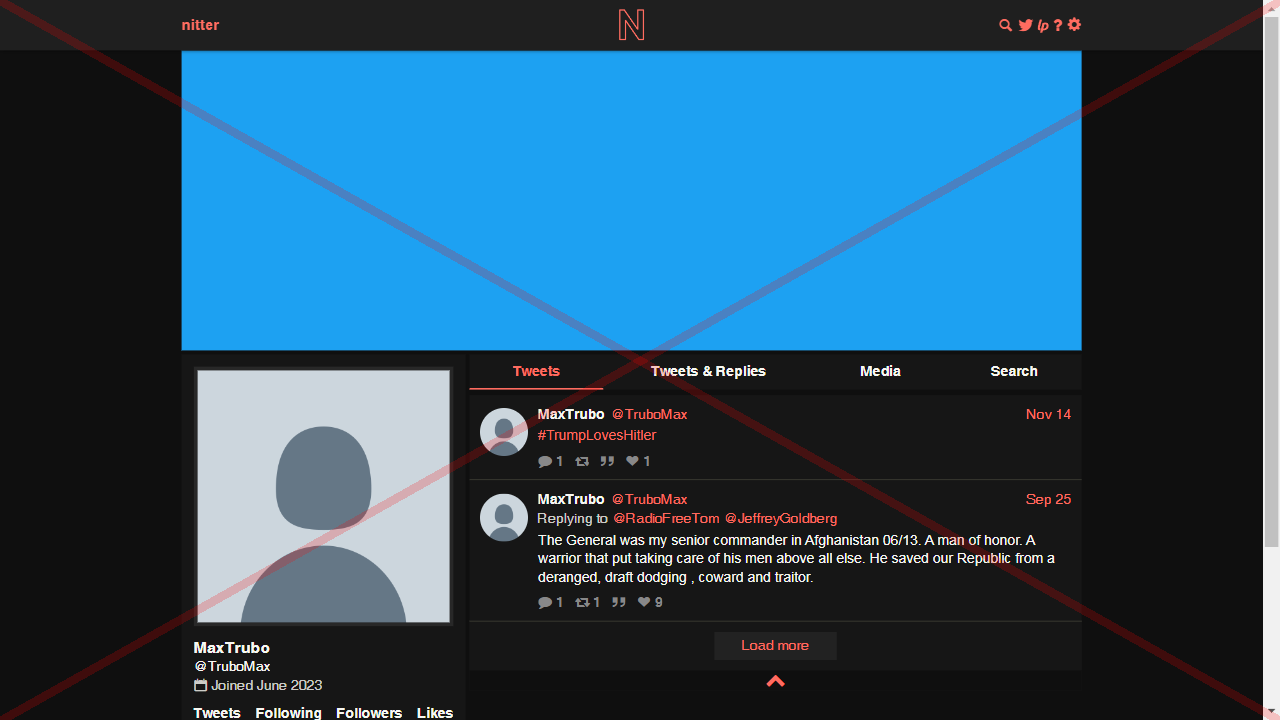 nitter
N
lp ?
Tweets
Tweets & Replies
Media
Search
MaxTrubo @TruboMax
Nov 14
#TrumpLovesHitler
1
1
MaxTrubo @TruboMax
Sep 25
Replying to @RadioFreeTom @JeffreyGoldberg
The General was my senior commander in Afghanistan 06/13. A man of honor. A
warrior that put taking care of his men above all else. He saved our Republic from a
deranged, draft dodging , coward and traitor.
1
1
9
Load more
MaxTrubo
@TruboMax
Joined June 2023
Tweets
Following
Followers
Likes